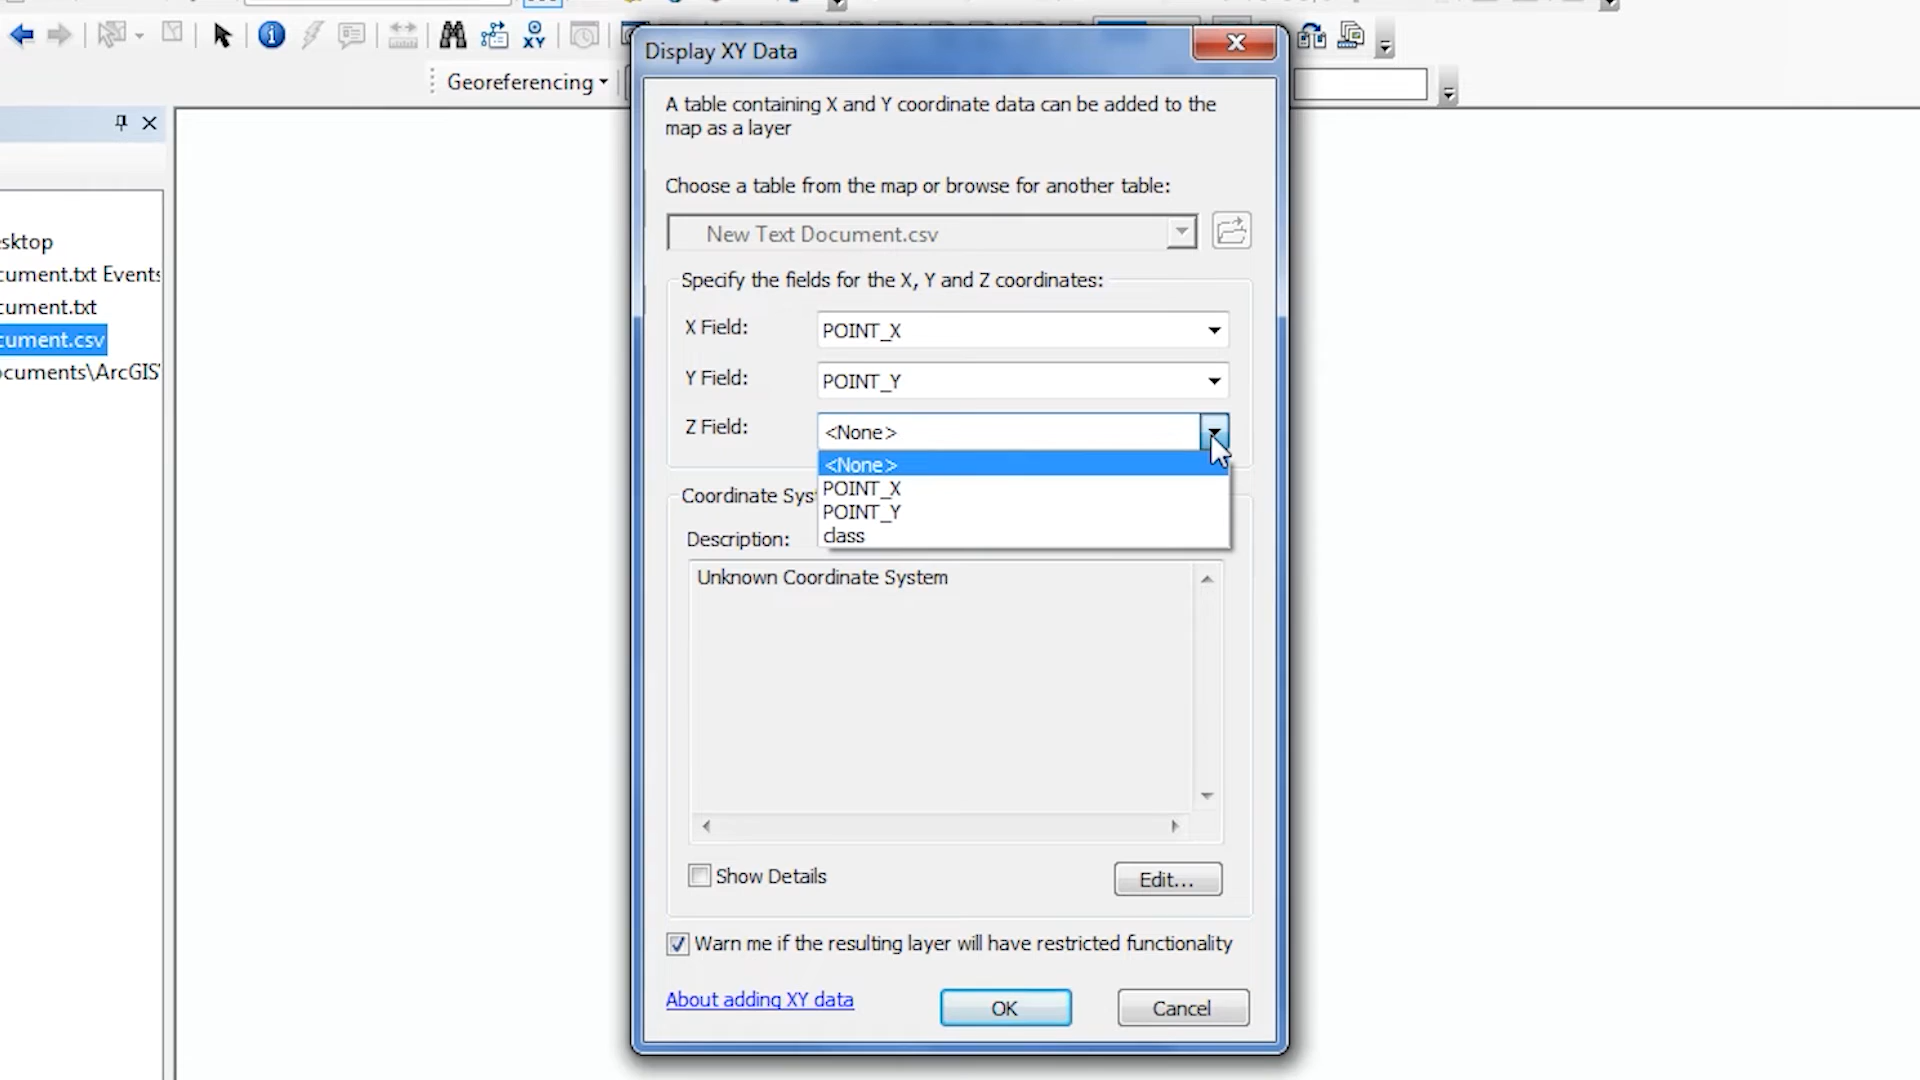 XY
Georeferencing
Display XY Data
A table containing X and Y coordinate data can be added to the
map as a layer
Choose a table from the map or browse for another table:
New Text Document.csv
Specify the fields for the X, Y and Z coordinates:
X Field:
POINT_X
Y Field:
POINT_Y
Z Field:
<None>
<None>
POINT_X
POINT_Y
class
Coordinate Sys
Description:
Unknown Coordinate System
Show Details
Edit...
Warn me if the resulting layer will have restricted functionality
About adding XY data
OK
Cancel
sktop
cument.txt Events
cument.txt
cument.csv
ocuments\ArcGIS